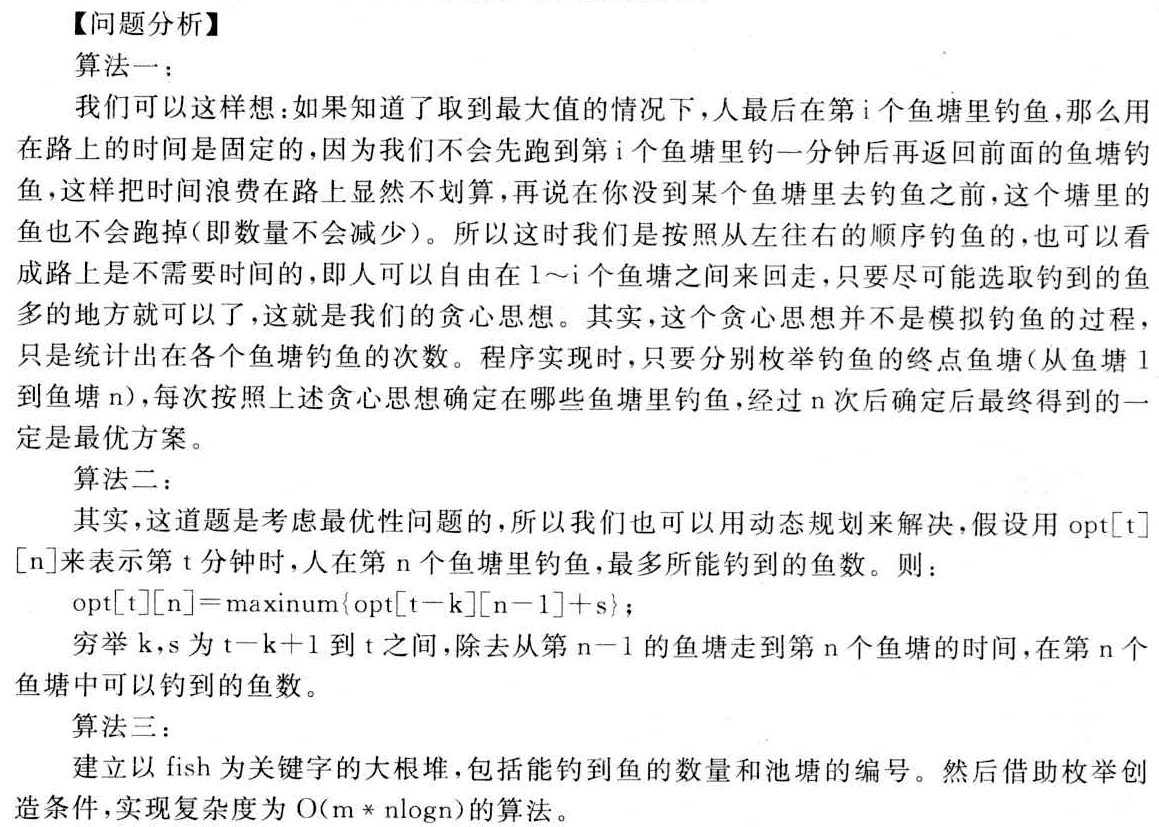 【问题分析】
算法一:
我们可以这样想:如果知道了取到最大值的情况下,人最后在第 i 个鱼塘里钓鱼,那么用
在路上的时间是固定的,因为我们不会先跑到第 i 个鱼塘里钓一分钟后再返回前面的鱼塘钓
鱼,这样把时间浪费在路上显然不划算,再说在你没到某个鱼塘里去钓鱼之前,这个塘里的
鱼也不会跑掉(即数量不会减少)。所以这时我们是按照从左往右的顺序钓鱼的,也可以看
成路上是不需要时间的,即人可以自由在 1～i 个鱼塘之间来回走,只要尽可能选取钓到的鱼
多的地方就可以了,这就是我们的贪心思想。其实,这个贪心思想并不是模拟钓鱼的过程,
只是统计出在各个鱼塘钓鱼的次数。程序实现时,只要分别枚举钓鱼的终点鱼塘(从鱼塘 1
到鱼塘 n),每次按照上述贪心思想确定在哪些鱼塘里钓鱼,经过 n 次后确定后最终得到的一
定是最优方案。
算法二:
其实,这道题是考虑最优性问题的,所以我们也可以用动态规划来解决,假设用 opt[t]
[n]来表示第 t 分钟时,人在第 n 个鱼塘里钓鱼,最多所能钓到的鱼数。则:
opt[t][n]=maxinum{opt[t-k][n-1]+s};
穷举 k,s 为 t-k+1 到 t 之间,除去从第 n-1 的鱼塘走到第 n 个鱼塘的时间,在第 n 个
鱼塘中可以钓到的鱼数。
算法三:
建立以 fish 为关键字的大根堆,包括能钓到鱼的数量和池塘的编号。然后借助枚举创
造条件,实现复杂度为 O(m * nlogn)的算法。